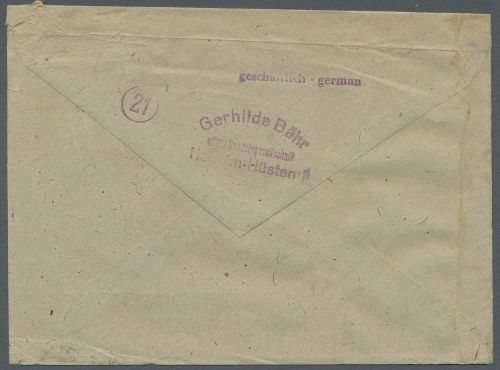 geschäftlich - german
21
Gerhilde Bähr
Hüsten 1